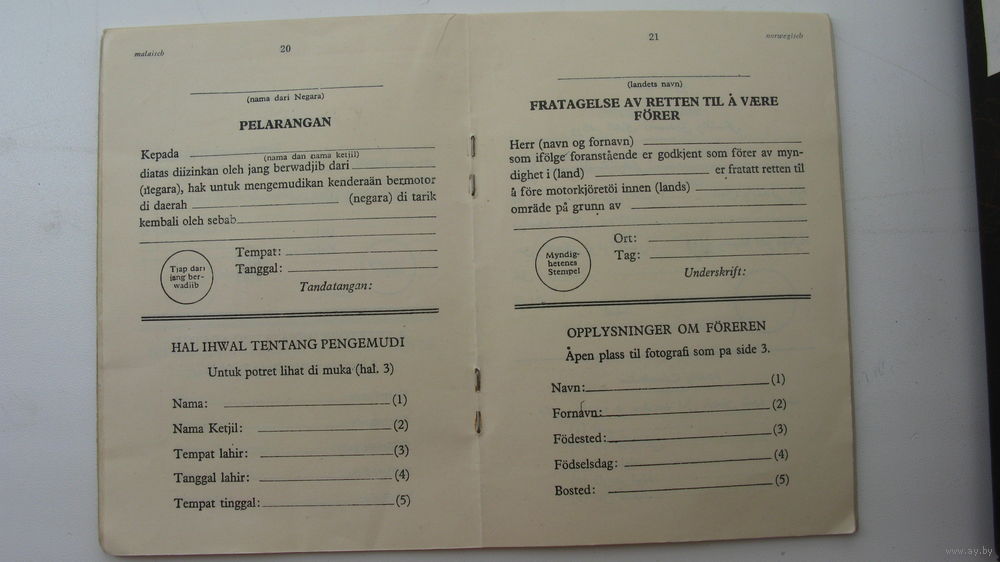 malaisch
20
(nama dari Negara)
PELARANGAN
Kepada
(nama dan nama ketjil)
diatas diizinkan oleh jang berwadjib dari
(negara), hak untuk mengemudikan kenderaän bermotor
di daerah (negara) di tarik
kembali oleh sebab
Tjap dari
jang ber-
wadjib
Tempat:
Tanggal:
Tandatangan:
HAL IHWAL TENTANG PENGEMUDI
Untuk potret lihat di muka (hal. 3)
Nama: (1)
Nama Ketjil: (2)
Tempat lahir: (3)
Tanggal lahir: (4)
Tempat tinggal: (5)
21
norwegisch
(landets navn)
FRATAGELSE AV RETTEN TIL Å VÆRE
FÖRER
Herr (navn og fornavn)
som ifölge foranstående er godkjent som förer av myn-
dighet i (land) er fratatt retten til
å före motorkjöretöi innen (lands)
område på grunn av
Myndig-
hetenes
Stempel
Ort:
Tag:
Underskrift:
OPPLYSNINGER OM FÖREREN
Åpen plass til fotografi som pa side 3.
Navn: (1)
Fornavn: (2)
Födested: (3)
Födselsdag: (4)
Bosted: (5)
www.ay.by